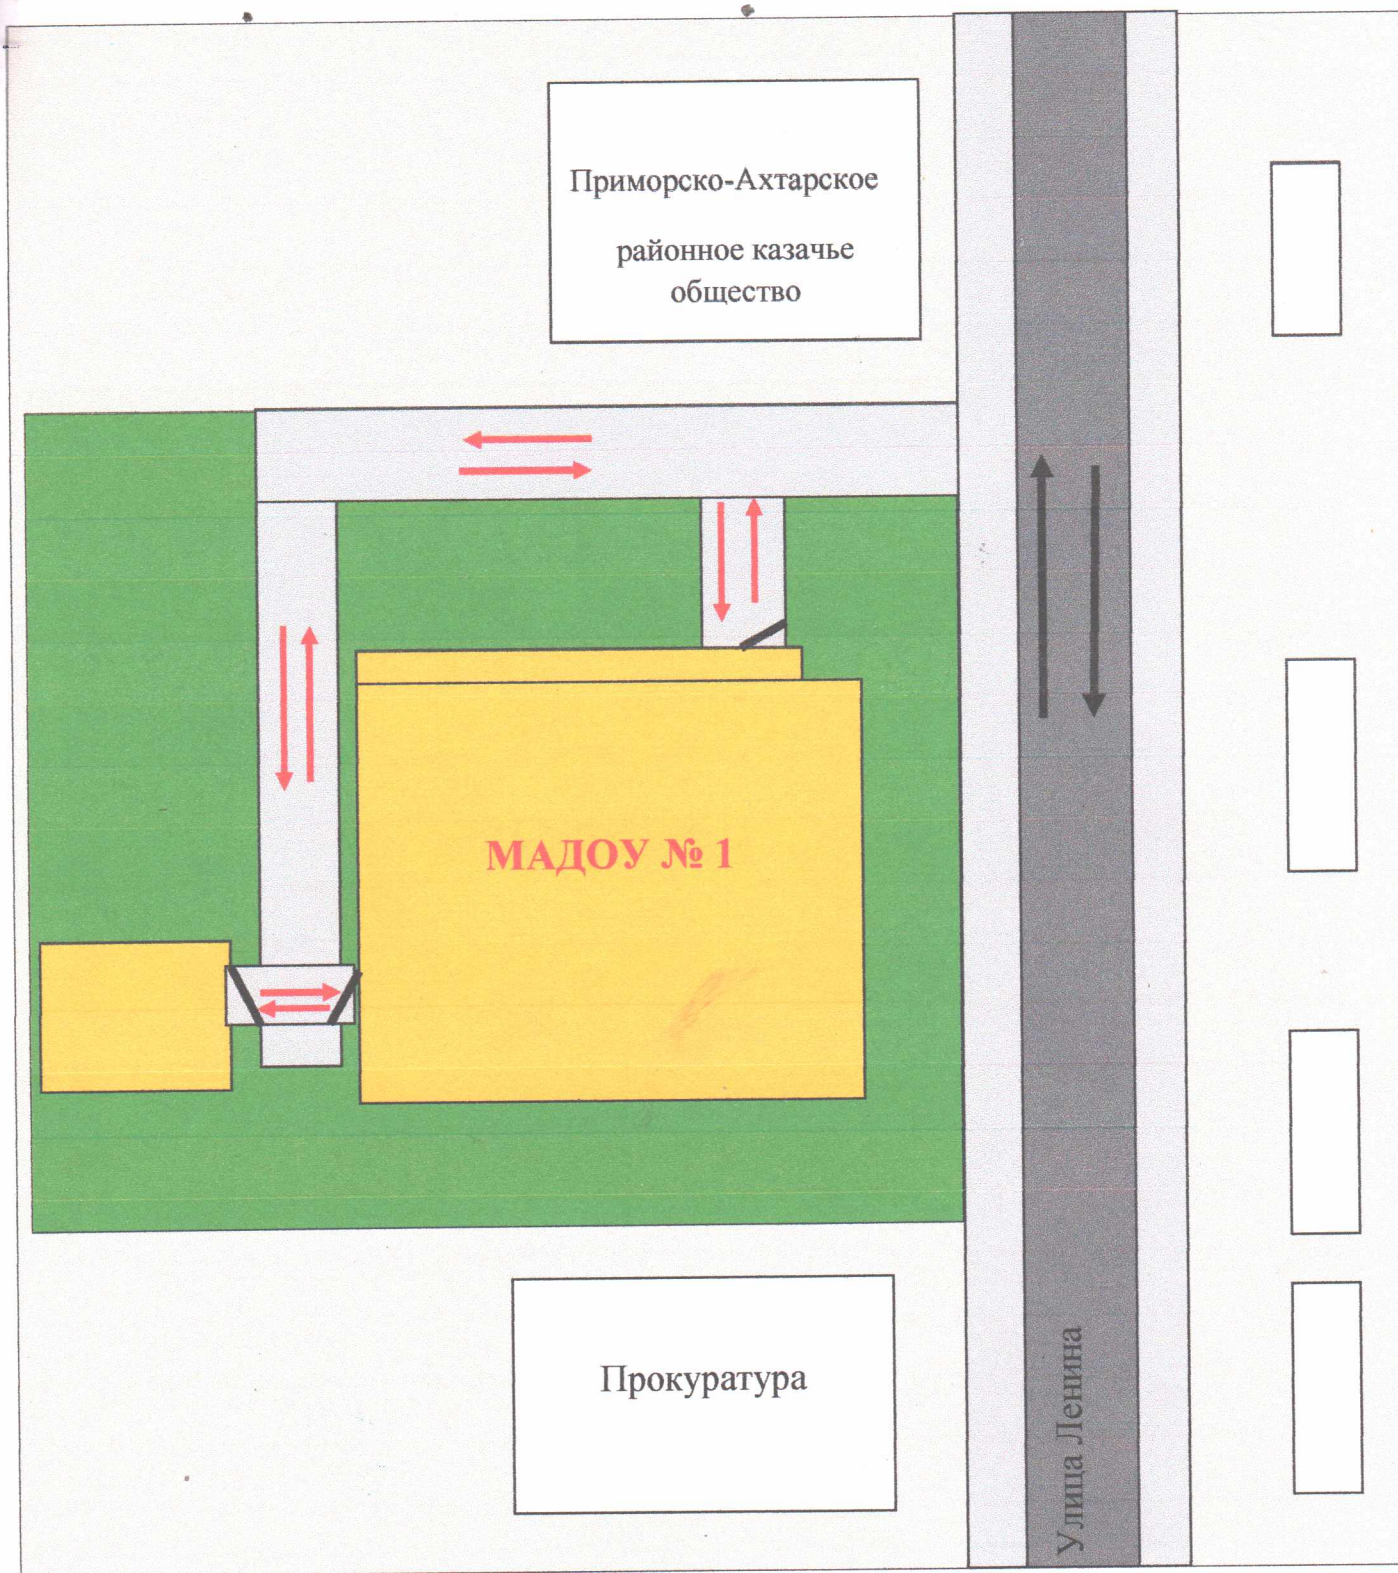 Приморско-Ахтарское
районное казачье
общество
МАДОУ № 1
Прокуратура
Улица Ленина